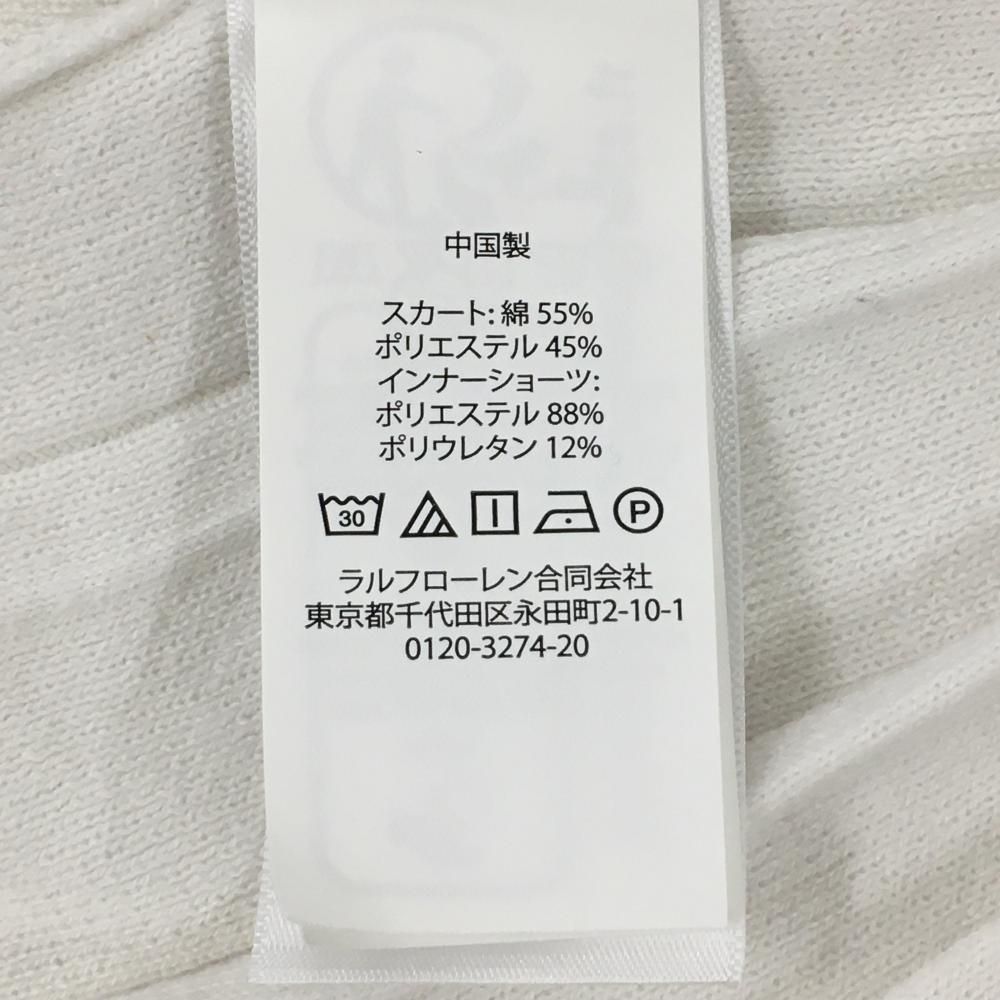 中国製
スカート: 綿 55%
ポリエステル 45%
インナーショーツ:
ポリエステル 88%
ポリウレタン 12%
30 P
ラルフローレン合同会社
東京都千代田区永田町2-10-1
0120-3274-20